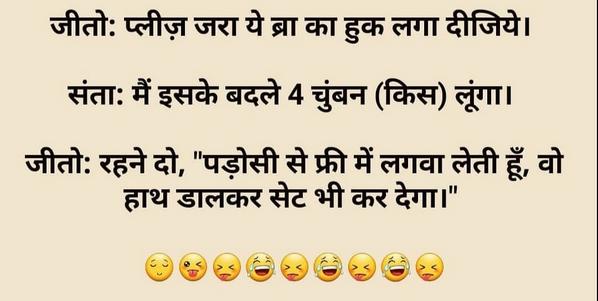 जीतो: प्लीज़ जरा ये ब्रा का हुक लगा दीजिये।
संता: मैं इसके बदले 4 चुंबन (किस) लूंगा।
जीतो: रहने दो, "पड़ोसी से फ्री में लगवा लेती हूँ, वो
हाथ डालकर सेट भी कर देगा।"
😌😜😝😂😝😂😝😂😝